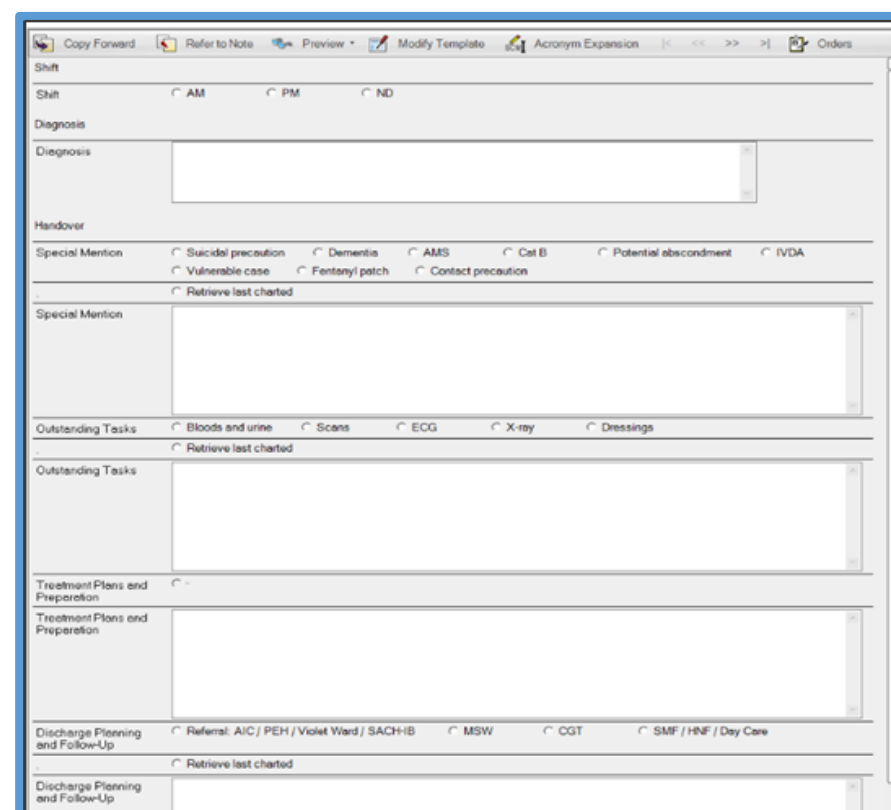 Copy Forward Refer to Note Preview Modify Template Acronym Expansion |< << >> >| Orders
Shift
Shift AM PM ND
Diagnosis
Diagnosis
Handover
Special Mention Suicidal precaution Dementia AMS Cat B Potential abscondment IVDA
Vulnerable case Fentanyl patch Contact precaution
. Retrieve last charted
Special Mention
Outstanding Tasks Bloods and urine Scans ECG X-ray Dressings
. Retrieve last charted
Outstanding Tasks
Treatment Plans and -
Preparation
Treatment Plans and
Preparation
Discharge Planning Referral: AIC / PEH / Violet Ward / SACH-IB MSW CGT SMF / HNF / Day Care
and Follow-Up
. Retrieve last charted
Discharge Planning
and Follow-Up